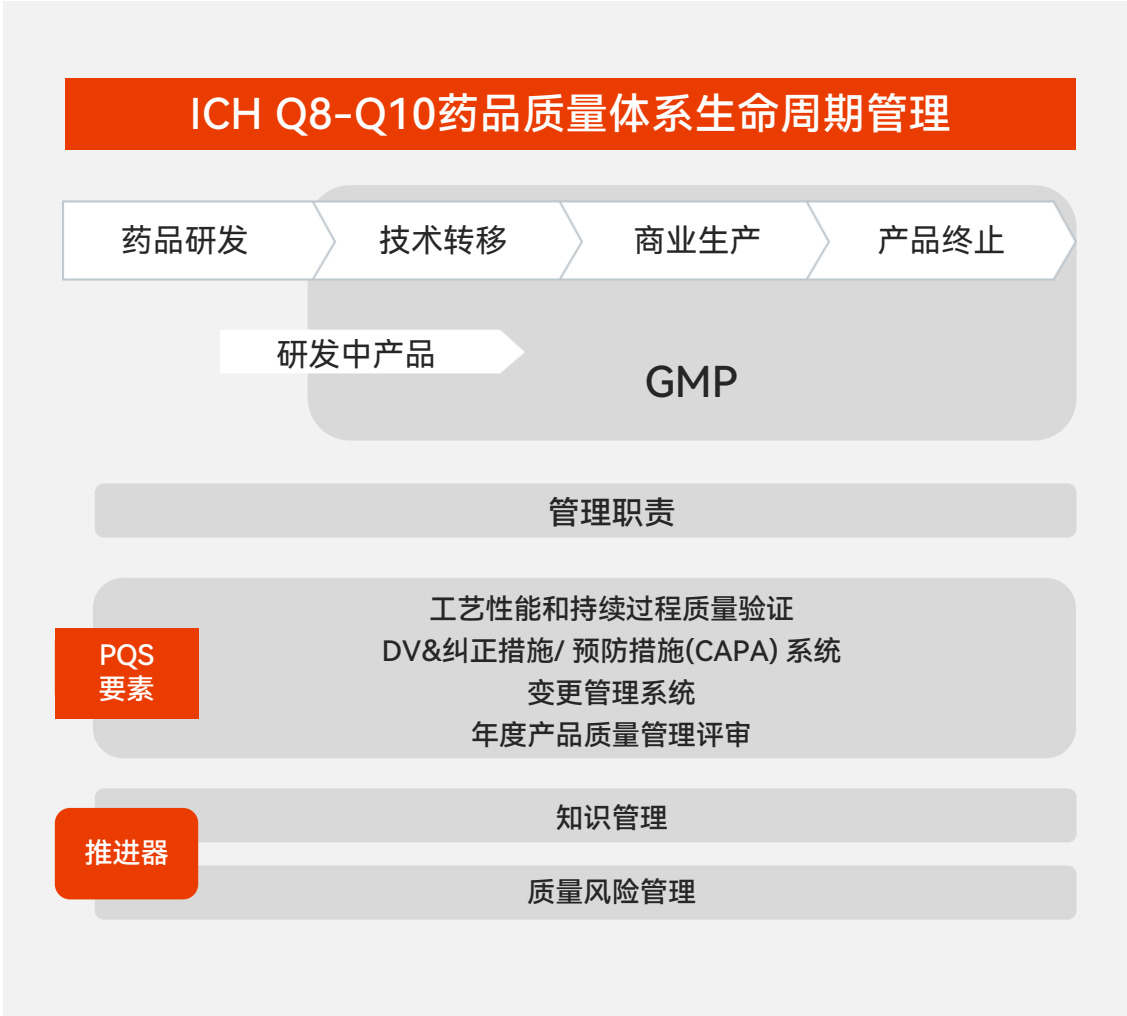 ICH Q8-Q10药品质量体系生命周期管理
药品研发
技术转移
商业生产
产品终止
研发中产品
GMP
管理职责
PQS
要素
工艺性能和持续过程质量验证
DV&纠正措施/ 预防措施(CAPA) 系统
变更管理系统
年度产品质量管理评审
推进器
知识管理
质量风险管理